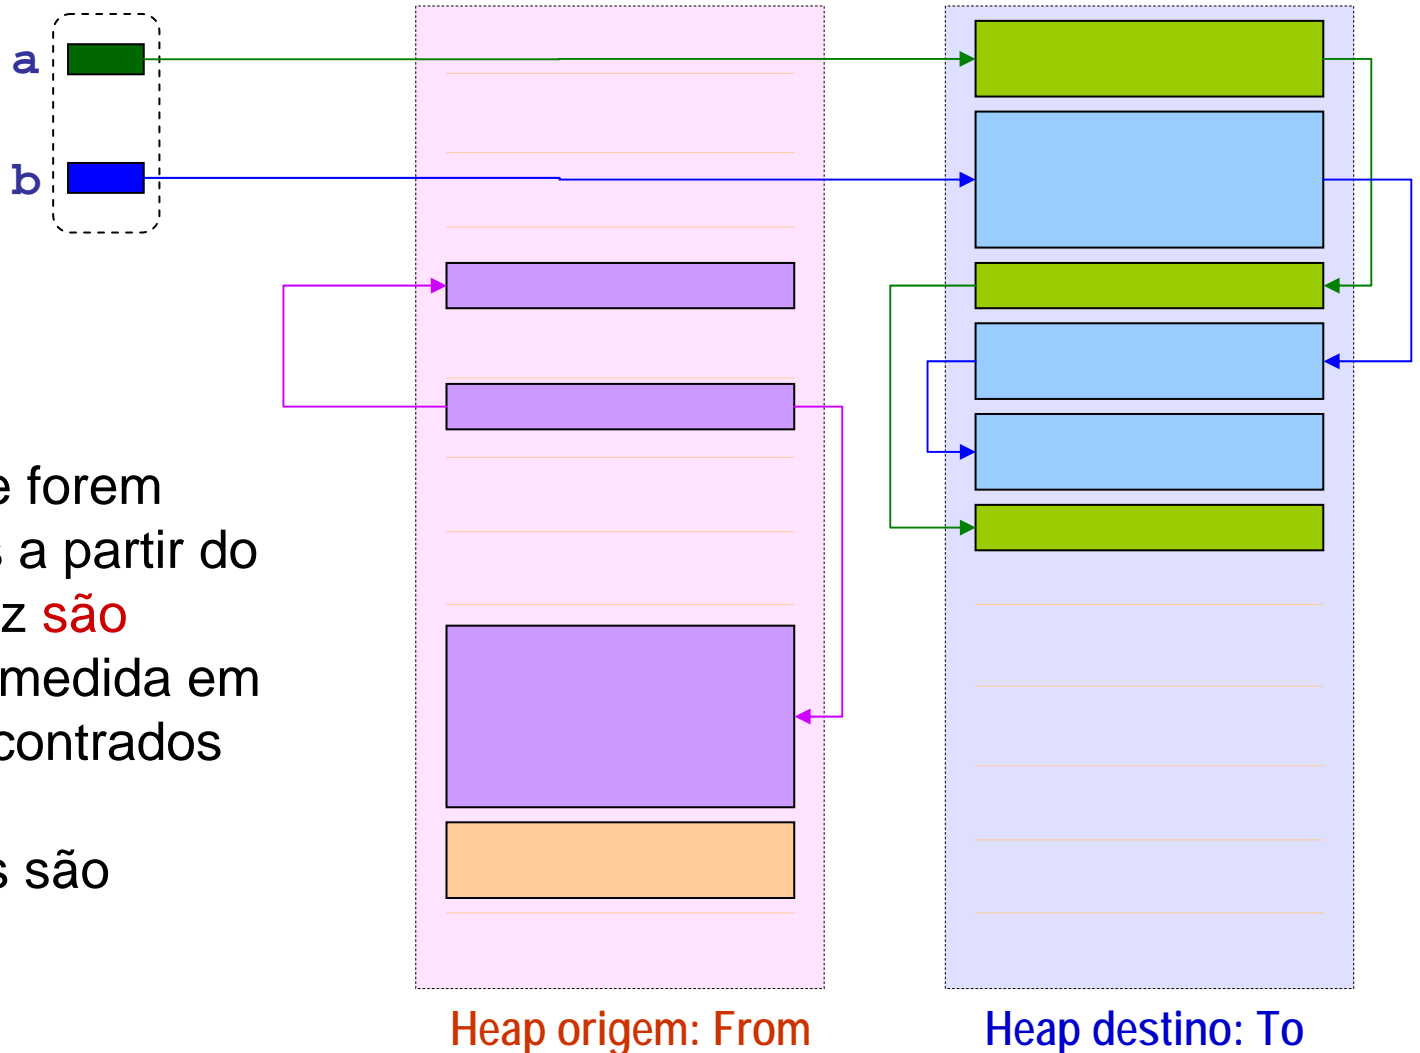 a
b
e forem
s a partir do
z são
medida em
contrados
s são
Heap origem: From
Heap destino: To